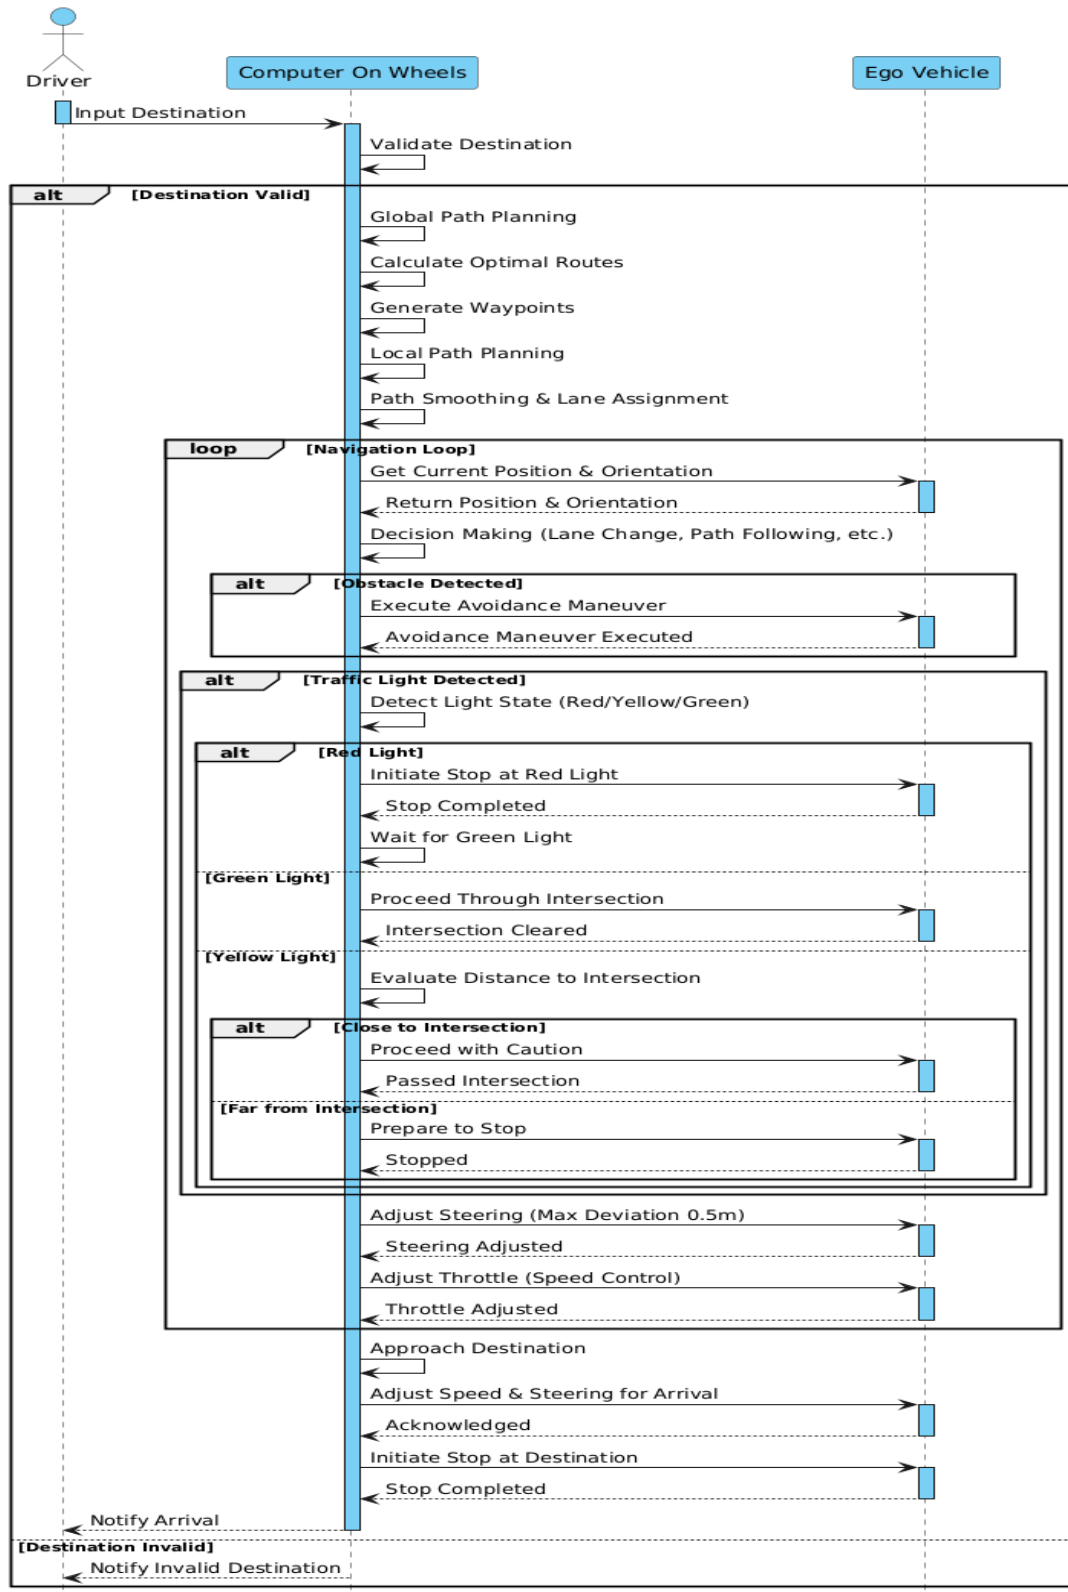 Driver
Computer On Wheels
Ego Vehicle
Input Destination
Validate Destination
alt [Destination Valid]
Global Path Planning
Calculate Optimal Routes
Generate Waypoints
Local Path Planning
Path Smoothing & Lane Assignment
loop [Navigation Loop]
Get Current Position & Orientation
Return Position & Orientation
Decision Making (Lane Change, Path Following, etc.)
alt [Obstacle Detected]
Execute Avoidance Maneuver
Avoidance Maneuver Executed
alt [Traffic Light Detected]
Detect Light State (Red/Yellow/Green)
alt [Red Light]
Initiate Stop at Red Light
Stop Completed
Wait for Green Light
[Green Light]
Proceed Through Intersection
Intersection Cleared
[Yellow Light]
Evaluate Distance to Intersection
alt [Close to Intersection]
Proceed with Caution
Passed Intersection
[Far from Intersection]
Prepare to Stop
Stopped
Adjust Steering (Max Deviation 0.5m)
Steering Adjusted
Adjust Throttle (Speed Control)
Throttle Adjusted
Approach Destination
Adjust Speed & Steering for Arrival
Acknowledged
Initiate Stop at Destination
Stop Completed
Notify Arrival
[Destination Invalid]
Notify Invalid Destination